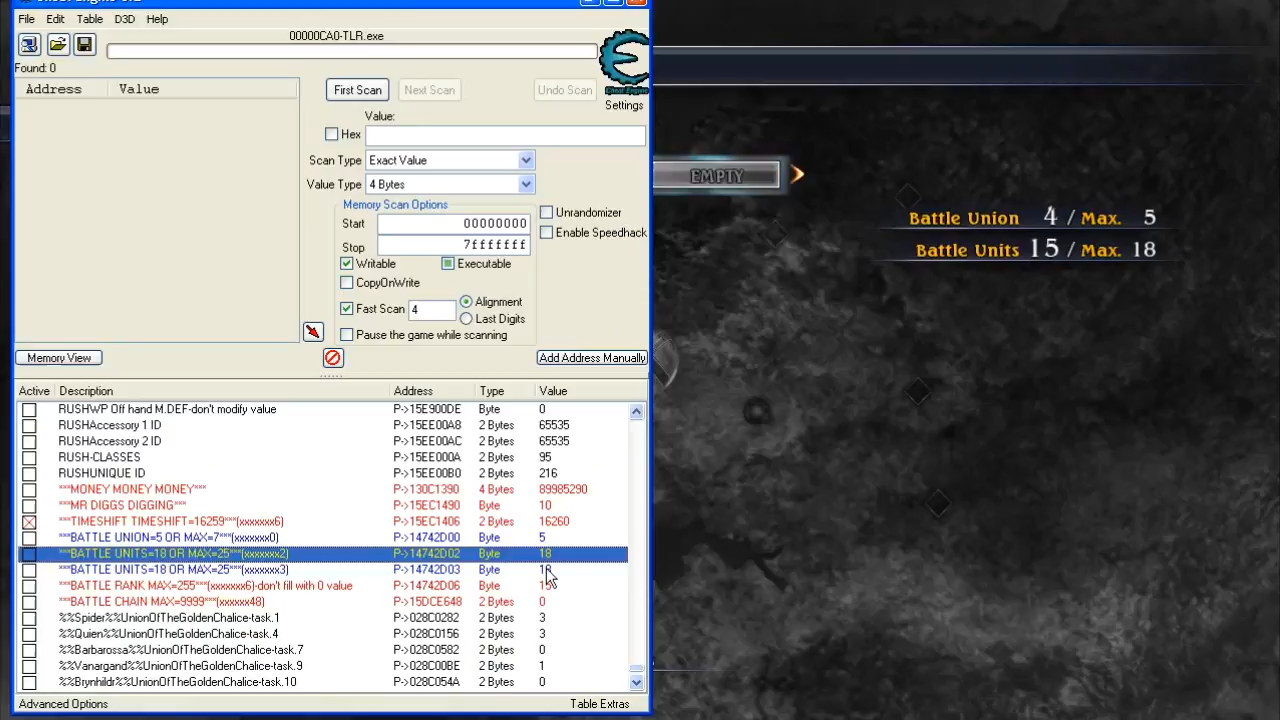 File Edit Table D3D Help
00000CA0-TLR.exe
Found: 0
Address Value
First Scan Next Scan Undo Scan
Settings
Value:
Hex
Scan Type Exact Value
Value Type 4 Bytes
Memory Scan Options
Start 00000000
Stop 7fffffff
Unrandomizer
Enable Speedhack
Writable Executable
CopyOnWrite
Fast Scan 4 Alignment
Last Digits
Pause the game while scanning
Memory View Add Address Manually
Active Description Address Type Value
RUSHWP Off hand M.DEF-don't modify value P->15E900DE Byte 0
RUSHAccessory 1 ID P->15EE00A8 2 Bytes 65535
RUSHAccessory 2 ID P->15EE00AC 2 Bytes 65535
RUSH-CLASSES P->15EE000A 2 Bytes 95
RUSHUNIQUE ID P->15EE00B0 2 Bytes 216
***MONEY MONEY MONEY*** P->130C1390 4 Bytes 89985290
***MR DIGGS DIGGING*** P->15EC1490 Byte 10
***TIMESHIFT TIMESHIFT=16259***(xxxxxxx6) P->15EC1406 2 Bytes 16260
***BATTLE UNION=5 OR MAX=7***(xxxxxxx0) P->14742D00 Byte 5
***BATTLE UNITS=18 OR MAX=25***(xxxxxxx2) P->14742D02 Byte 18
***BATTLE UNITS=18 OR MAX=25***(xxxxxxx3) P->14742D03 Byte
***BATTLE RANK MAX=255***(xxxxxxx6)-don't fill with 0 value P->14742D06 Byte
***BATTLE CHAIN MAX=9999***(xxxxxx48) P->15DCE648 2 Bytes 0
%%Spider%%UnionOfTheGoldenChalice-task.1 P->028C0282 2 Bytes 3
%%Quien%%UnionOfTheGoldenChalice-task.4 P->028C0156 2 Bytes 3
%%Barbarossa%%UnionOfTheGoldenChalice-task.7 P->028C0582 2 Bytes 0
%%Vanargand%%UnionOfTheGoldenChalice-task.9 P->028C00BE 2 Bytes 1
%%Brynhildr%%UnionOfTheGoldenChalice-task.10 P->028C054A 2 Bytes 0
Advanced Options Table Extras
EMPTY
Battle Union 4 / Max. 5
Battle Units 15 / Max. 18